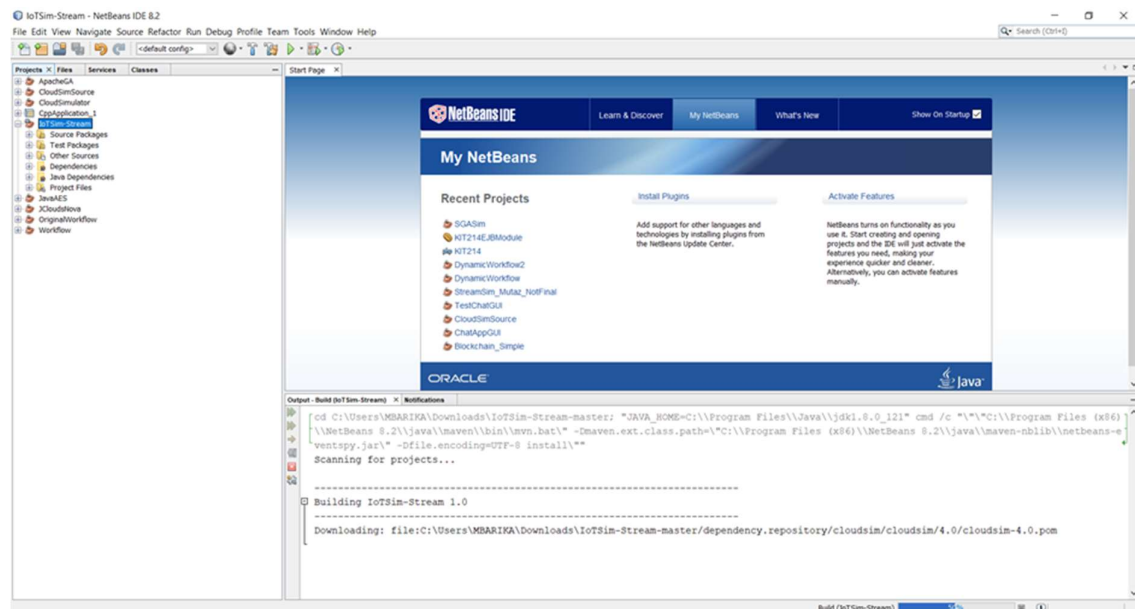 IoTSim-Stream - NetBeans IDE 8.2
File Edit View Navigate Source Refactor Run Debug Profile Team Tools Window Help
Search (Ctrl+I)
<default config>
Projects Files Services Classes
Start Page
ApacheGA
CloudSimSource
CloudSimulator
CppApplication_1
IoTSim-Stream
Source Packages
Test Packages
Other Sources
Dependencies
Java Dependencies
Project Files
JavaAES
JCloudsNova
OriginalWorkflow
Workflow
NetBeans IDE
Learn & Discover
My NetBeans
What's New
Show On Startup
My NetBeans
Recent Projects
SGASim
KIT214EJBModule
KIT214
DynamicWorkflow2
DynamicWorkflow
StreamSim_Mutaz_NotFinal
TestChatGUI
CloudSimSource
ChatAppGUI
Blockchain_Simple
Install Plugins
Add support for other languages and
technologies by installing plugins from
the NetBeans Update Center.
Activate Features
NetBeans turns on functionality as you
use it. Start creating and opening
projects and the IDE will just activate the
features you need, making your
experience quicker and cleaner.
Alternatively, you can activate features
manually.
ORACLE
Java
Output - Build (IoTSim-Stream) Notifications
cd C:\Users\MBARIKA\Downloads\IoTSim-Stream-master; "JAVA_HOME=C:\\Program Files\\Java\\jdk1.8.0_121" cmd /c "\"\"C:\\Program Files (x86)
\\NetBeans 8.2\\java\\maven\\bin\\mvn.bat\" -Dmaven.ext.class.path=\"C:\\Program Files (x86)\\NetBeans 8.2\\java\\maven-nblib\\netbeans-e
ventspy.jar\" -Dfile.encoding=UTF-8 install\""
Scanning for projects...
------------------------------------------------------------------------
Building IoTSim-Stream 1.0
------------------------------------------------------------------------
Downloading: file:C:\Users\MBARIKA\Downloads\IoTSim-Stream-master/dependency.repository/cloudsim/cloudsim/4.0/cloudsim-4.0.pom
Build (IoTSim-Stream)